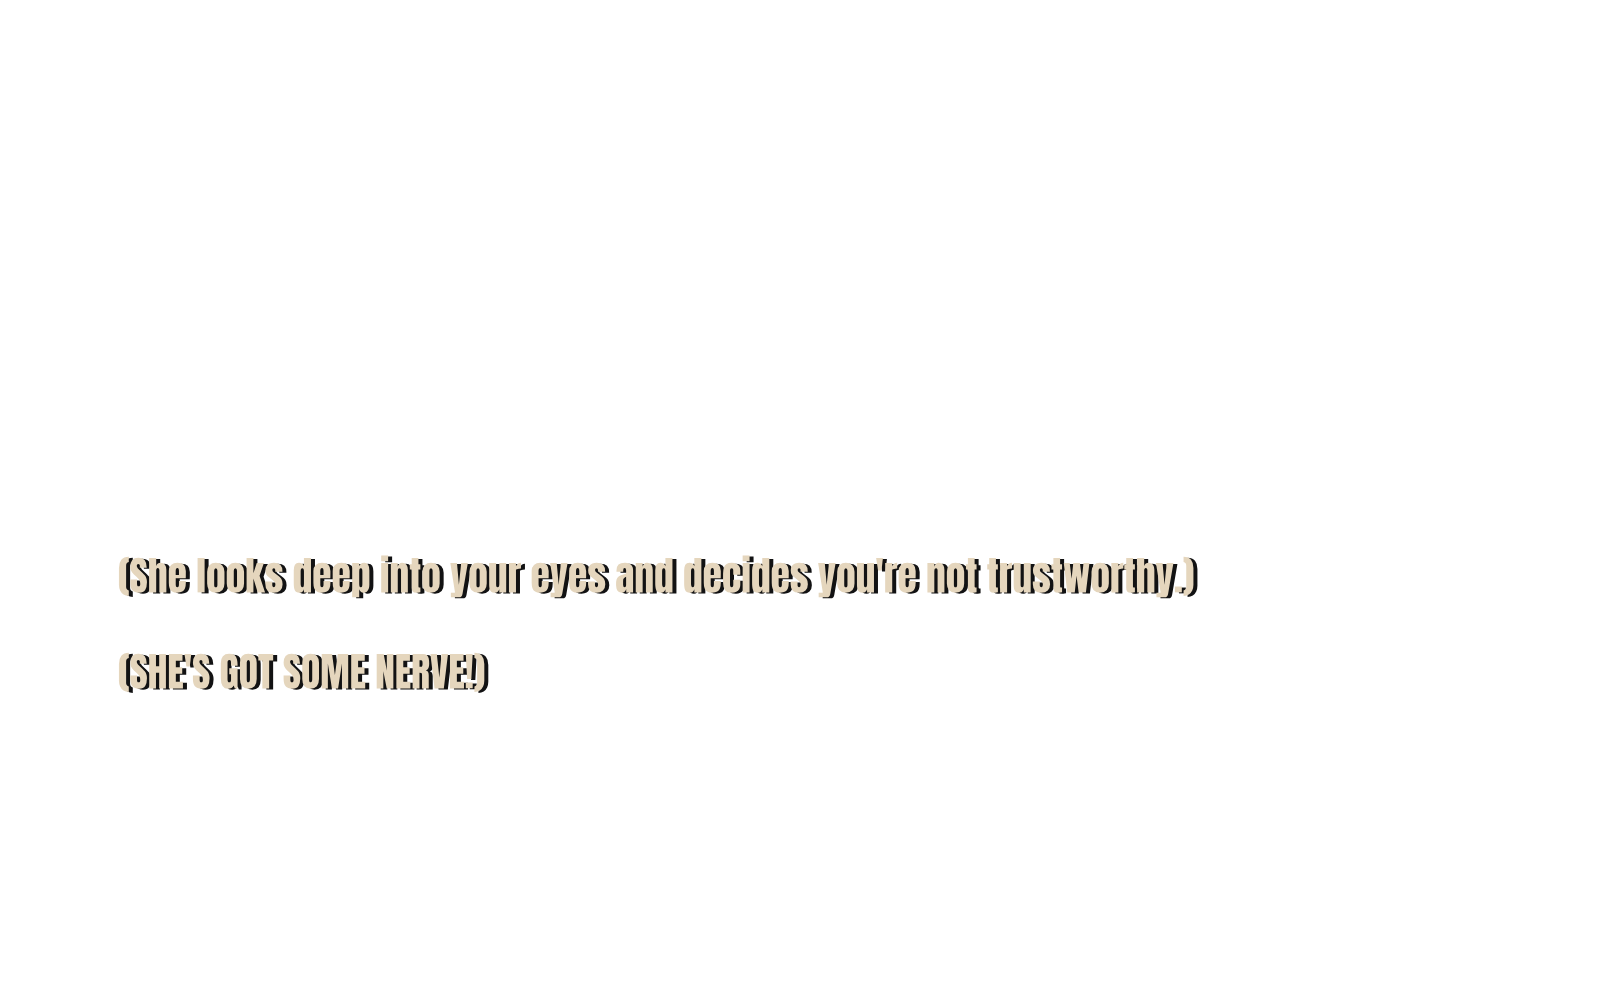 (She looks deep into your eyes and decides you're not trustworthy.)
(SHE'S GOT SOME NERVE!)